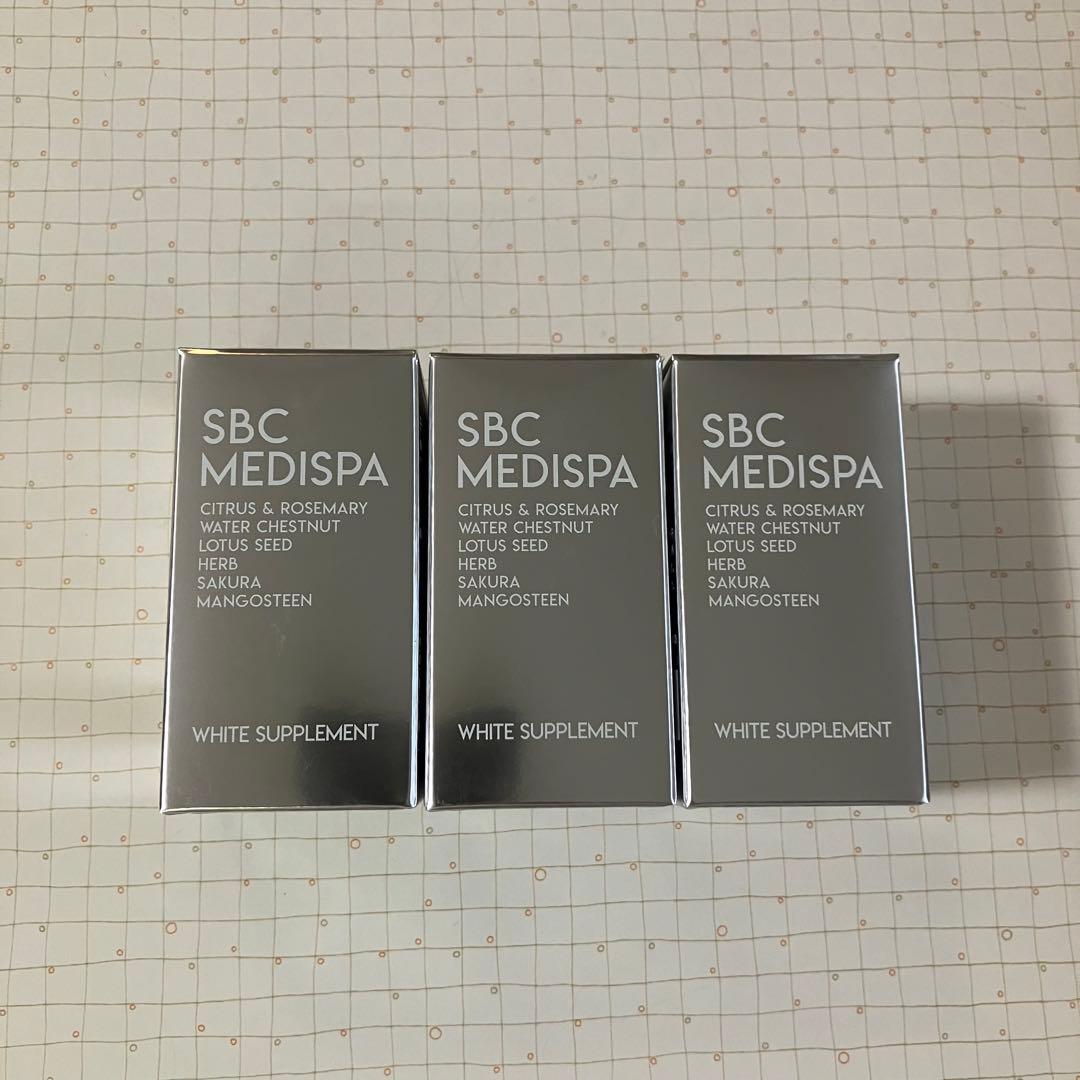 SBC
MEDISPA
CITRUS & ROSEMARY
WATER CHESTNUT
LOTUS SEED
HERB
SAKURA
MANGOSTEEN
WHITE SUPPLEMENT
SBC
MEDISPA
CITRUS & ROSEMARY
WATER CHESTNUT
LOTUS SEED
HERB
SAKURA
MANGOSTEEN
WHITE SUPPLEMENT
SBC
MEDISPA
CITRUS & ROSEMARY
WATER CHESTNUT
LOTUS SEED
HERB
SAKURA
MANGOSTEEN
WHITE SUPPLEMENT